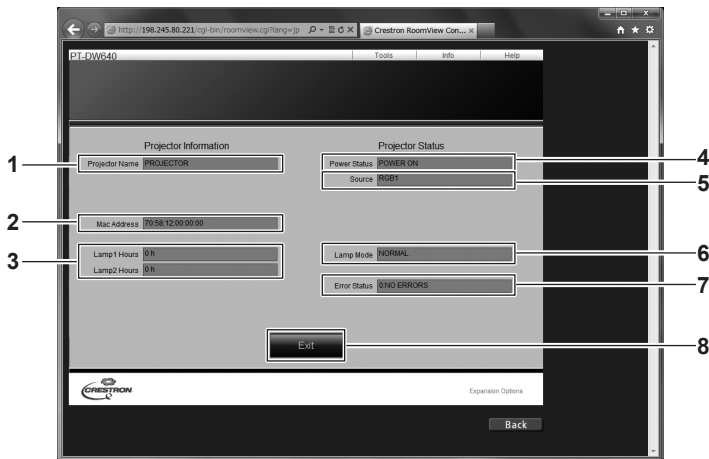 http://198.245.80.221/cgi-bin/roomview.cgi?lang=jp
Crestron RoomView Con... ×
PT-DW640
Tools Info Help
Projector Information
Projector Status
1
Projector Name PROJECTOR
Power Status POWER ON
4
Source RGB1
5
2
Mac Address 70:58:12:00:00:00
3
Lamp1 Hours 0 h
Lamp2 Hours 0 h
Lamp Mode NORMAL
6
Error Status 0:NO ERRORS
7
Exit
8
CRESTRON
Expansion Options
Back